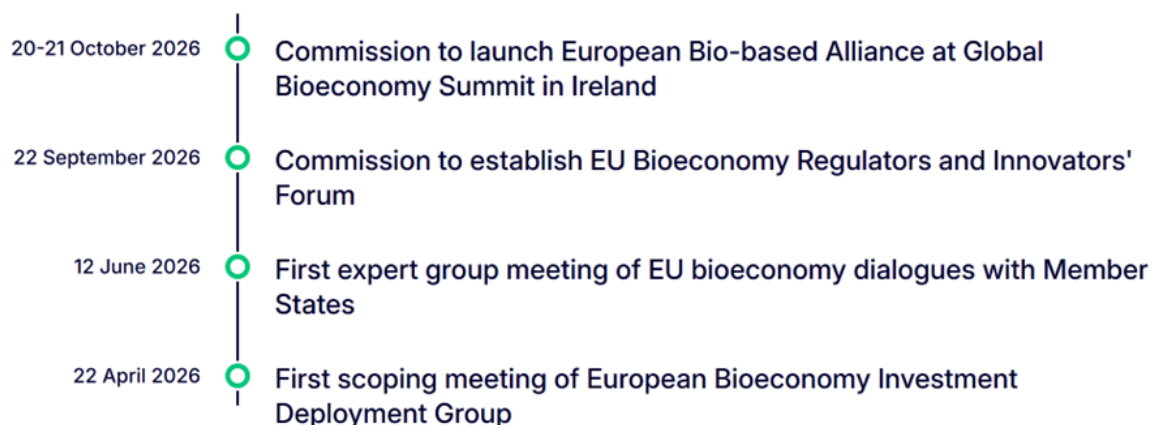 20-21 October 2026
Commission to launch European Bio-based Alliance at Global
Bioeconomy Summit in Ireland
22 September 2026
Commission to establish EU Bioeconomy Regulators and Innovators'
Forum
12 June 2026
First expert group meeting of EU bioeconomy dialogues with Member
States
22 April 2026
First scoping meeting of European Bioeconomy Investment
Deployment Group